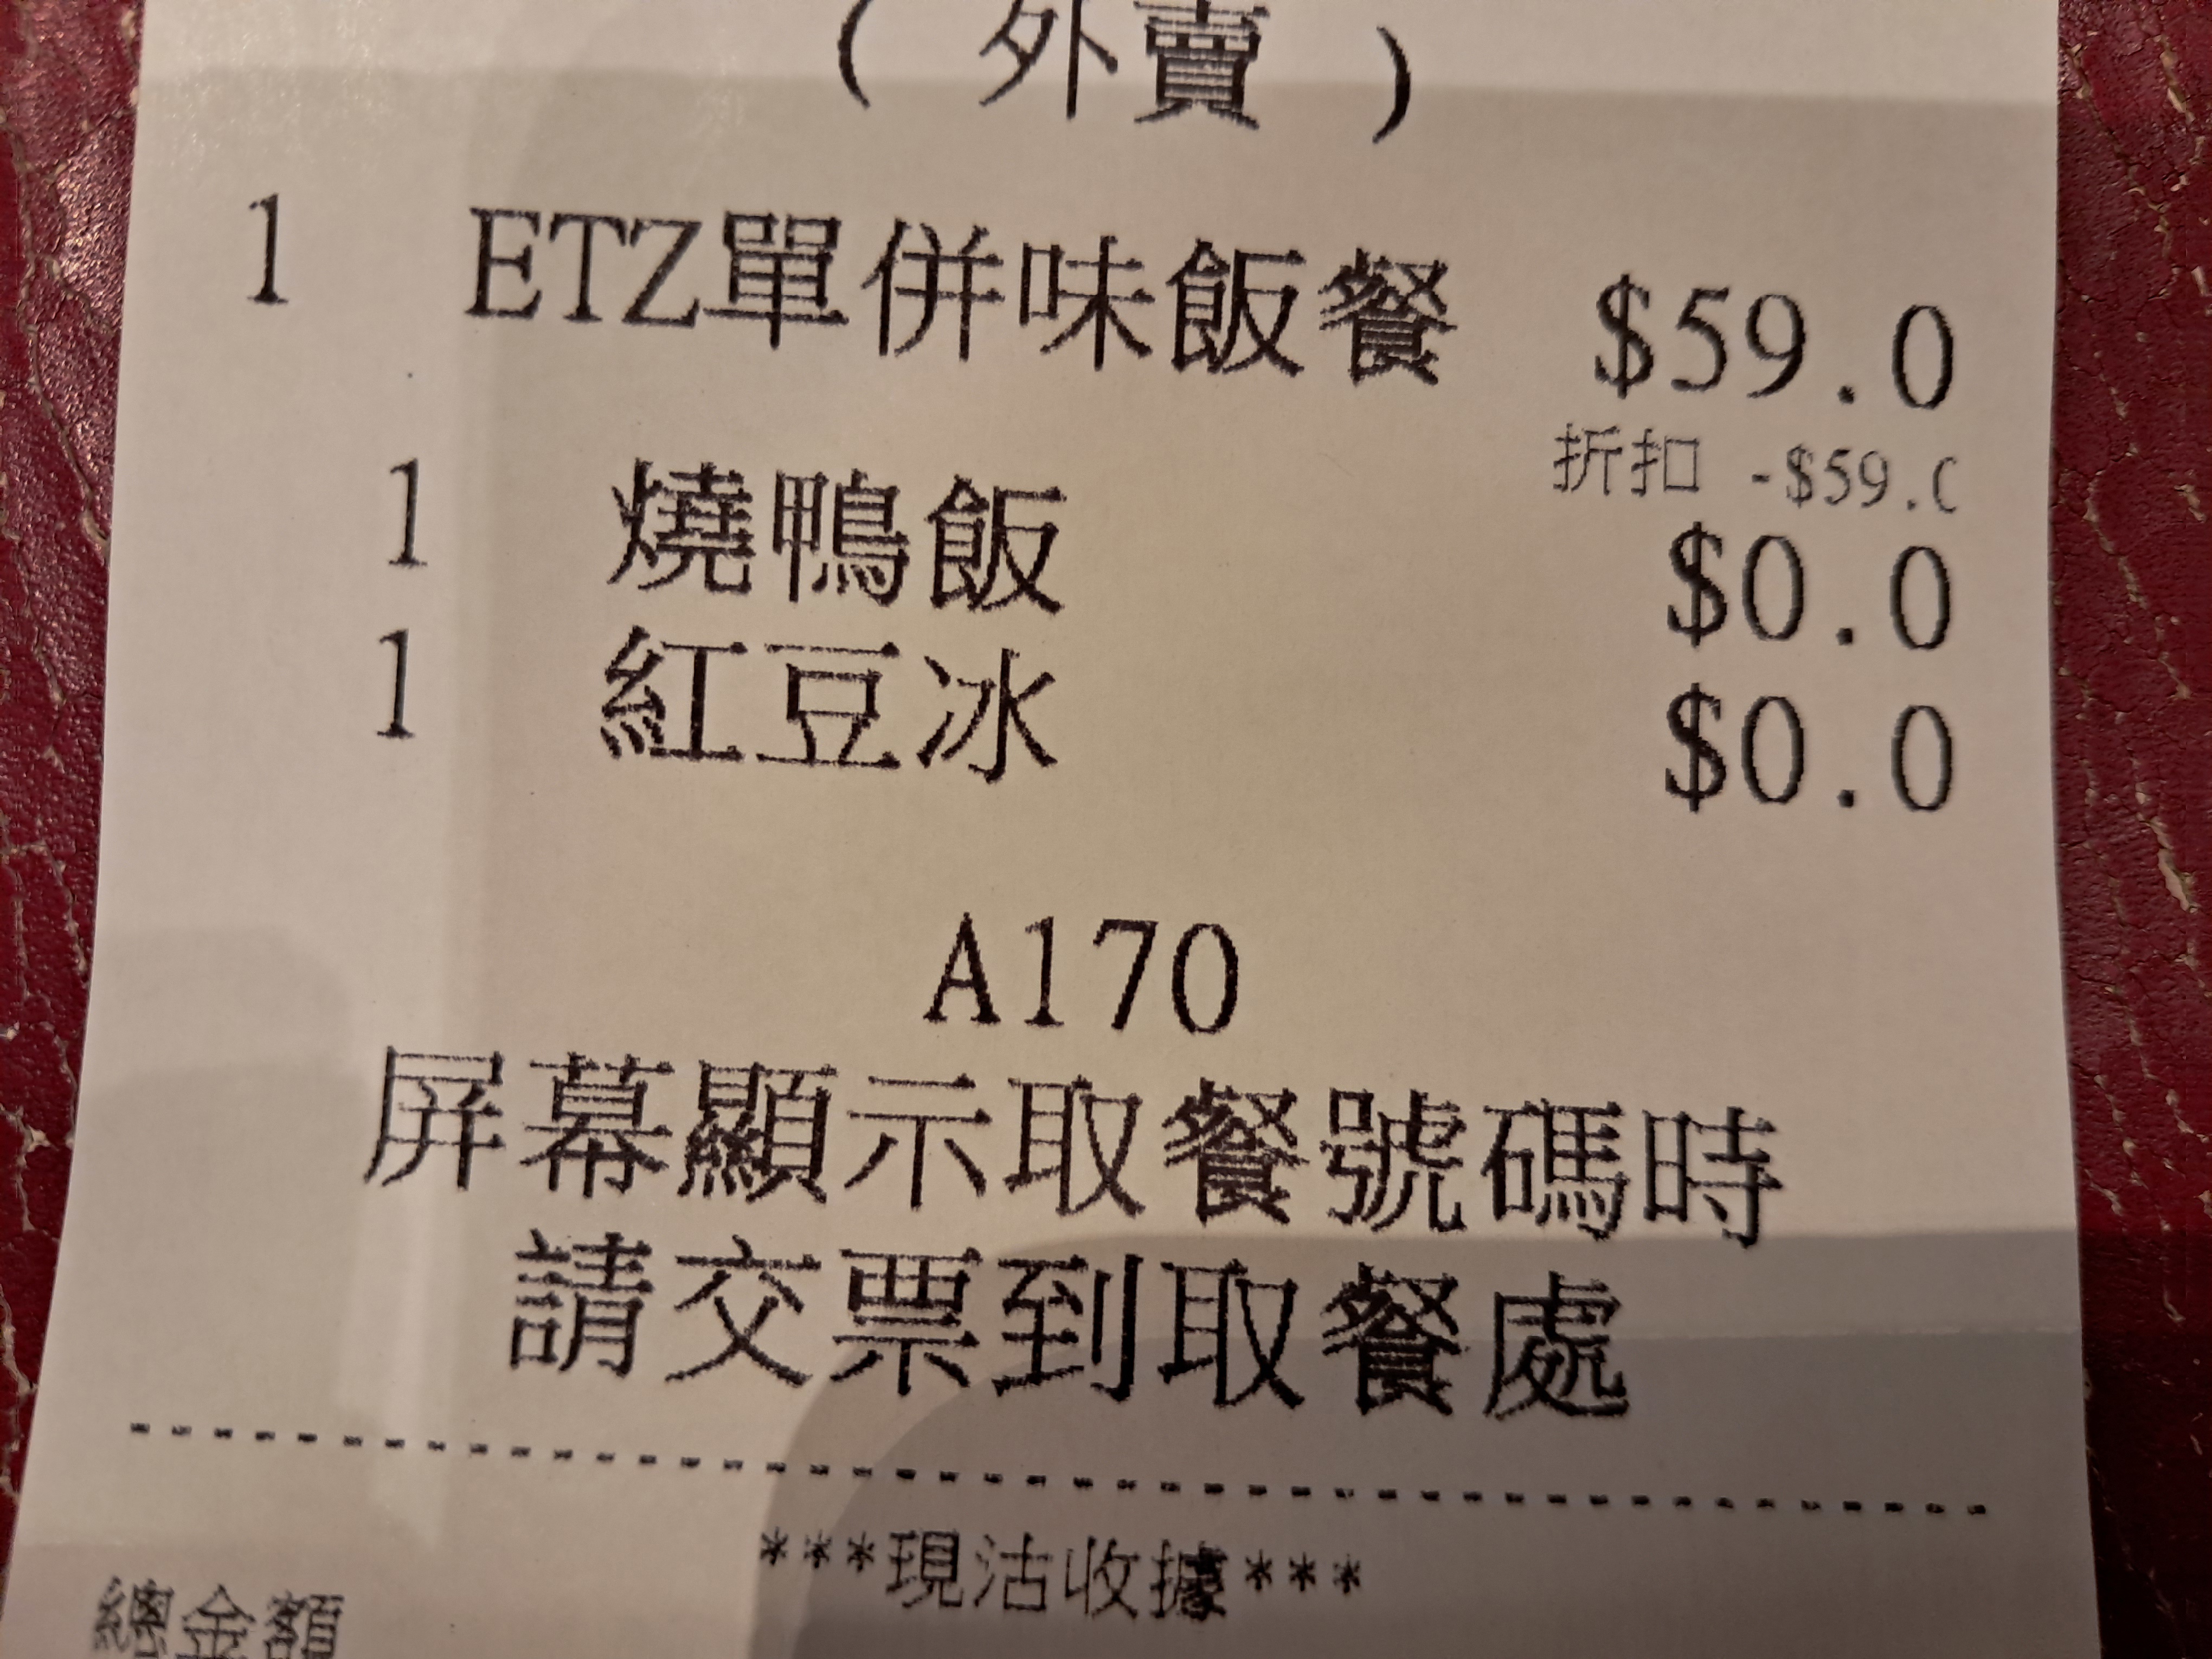 ( 外賣 )
1 ETZ單併味飯餐 $59.0
折扣 -$59.0
1 燒鴨飯 $0.0
1 紅豆冰 $0.0
A170
屏幕顯示取餐號碼時
請交票到取餐處
***現沽收據***
總金額